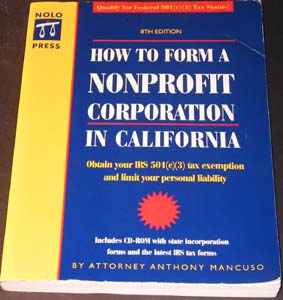 Qualify for Federal 501(c)(3) Tax Status!
NOLO
PRESS
8TH EDITION
HOW TO FORM A
NONPROFIT
CORPORATION
IN CALIFORNIA
Obtain your IRS 501(c)(3) tax exemption
and limit your personal liability
Includes CD-ROM with state incorporation
forms and the latest IRS tax forms
BY ATTORNEY ANTHONY MANCUSO